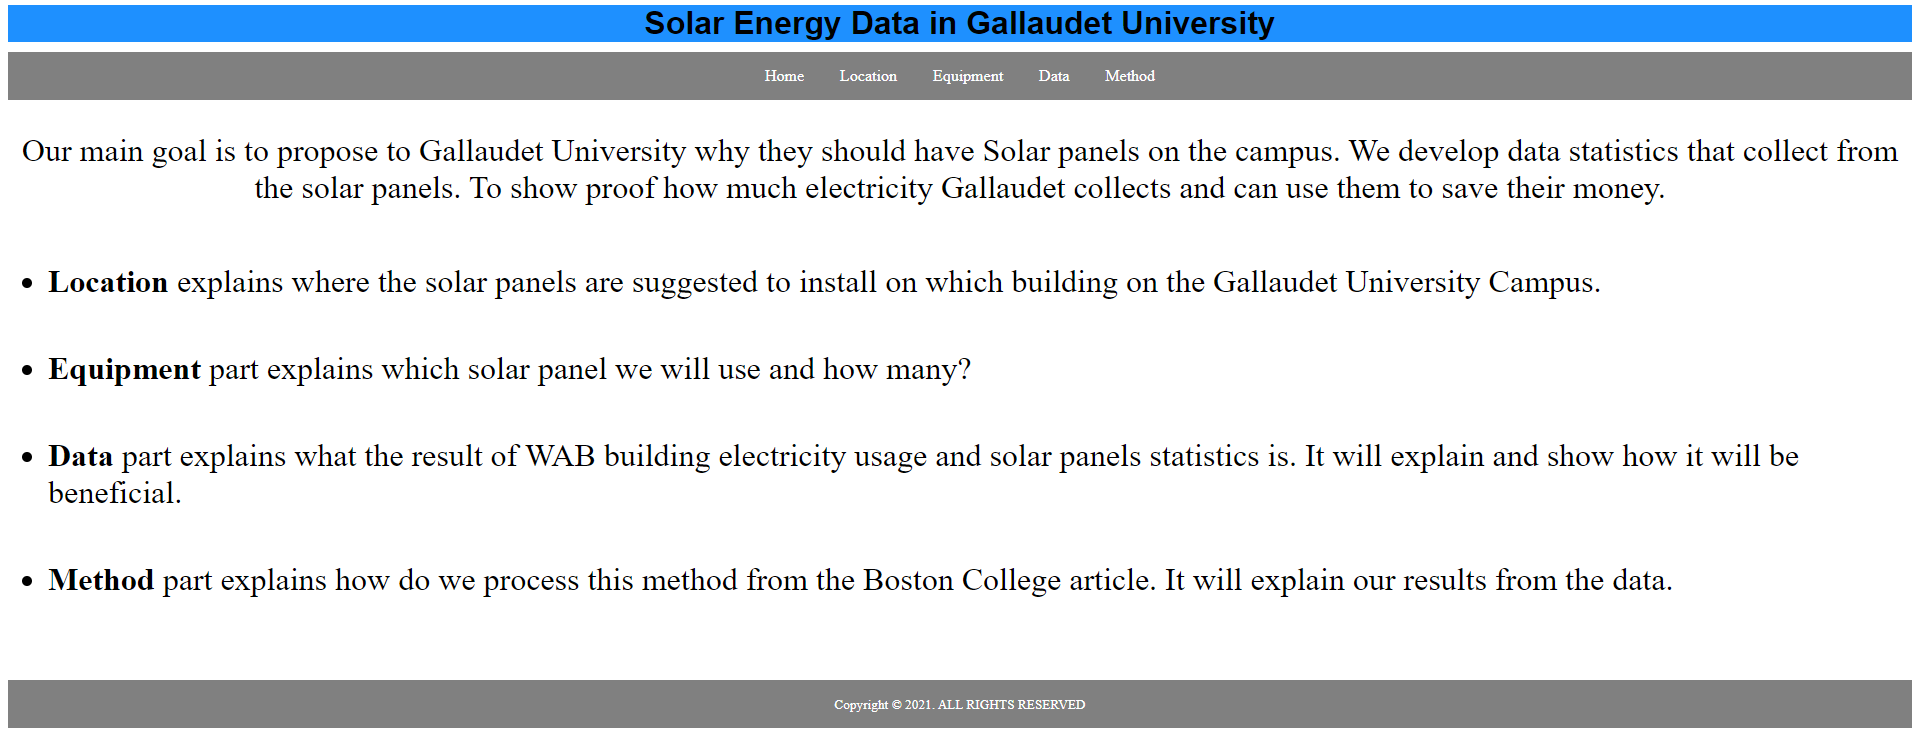 Solar Energy Data in Gallaudet University
Home Location Equipment Data Method
Our main goal is to propose to Gallaudet University why they should have Solar panels on the campus. We develop data statistics that collect from
the solar panels. To show proof how much electricity Gallaudet collects and can use them to save their money.
• Location explains where the solar panels are suggested to install on which building on the Gallaudet University Campus.
• Equipment part explains which solar panel we will use and how many?
• Data part explains what the result of WAB building electricity usage and solar panels statistics is. It will explain and show how it will be
beneficial.
• Method part explains how do we process this method from the Boston College article. It will explain our results from the data.
Copyright © 2021. ALL RIGHTS RESERVED